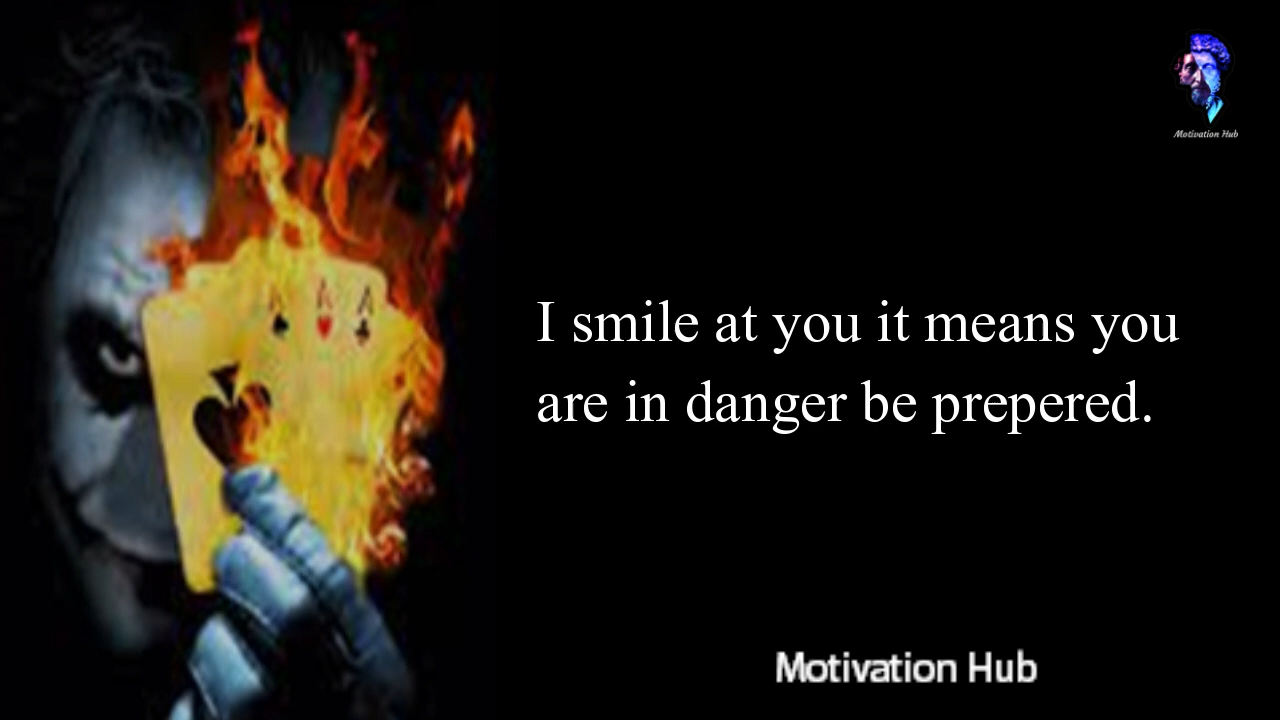 Motivation Hub
I smile at you it means you
are in danger be prepered.
Motivation Hub
A A A